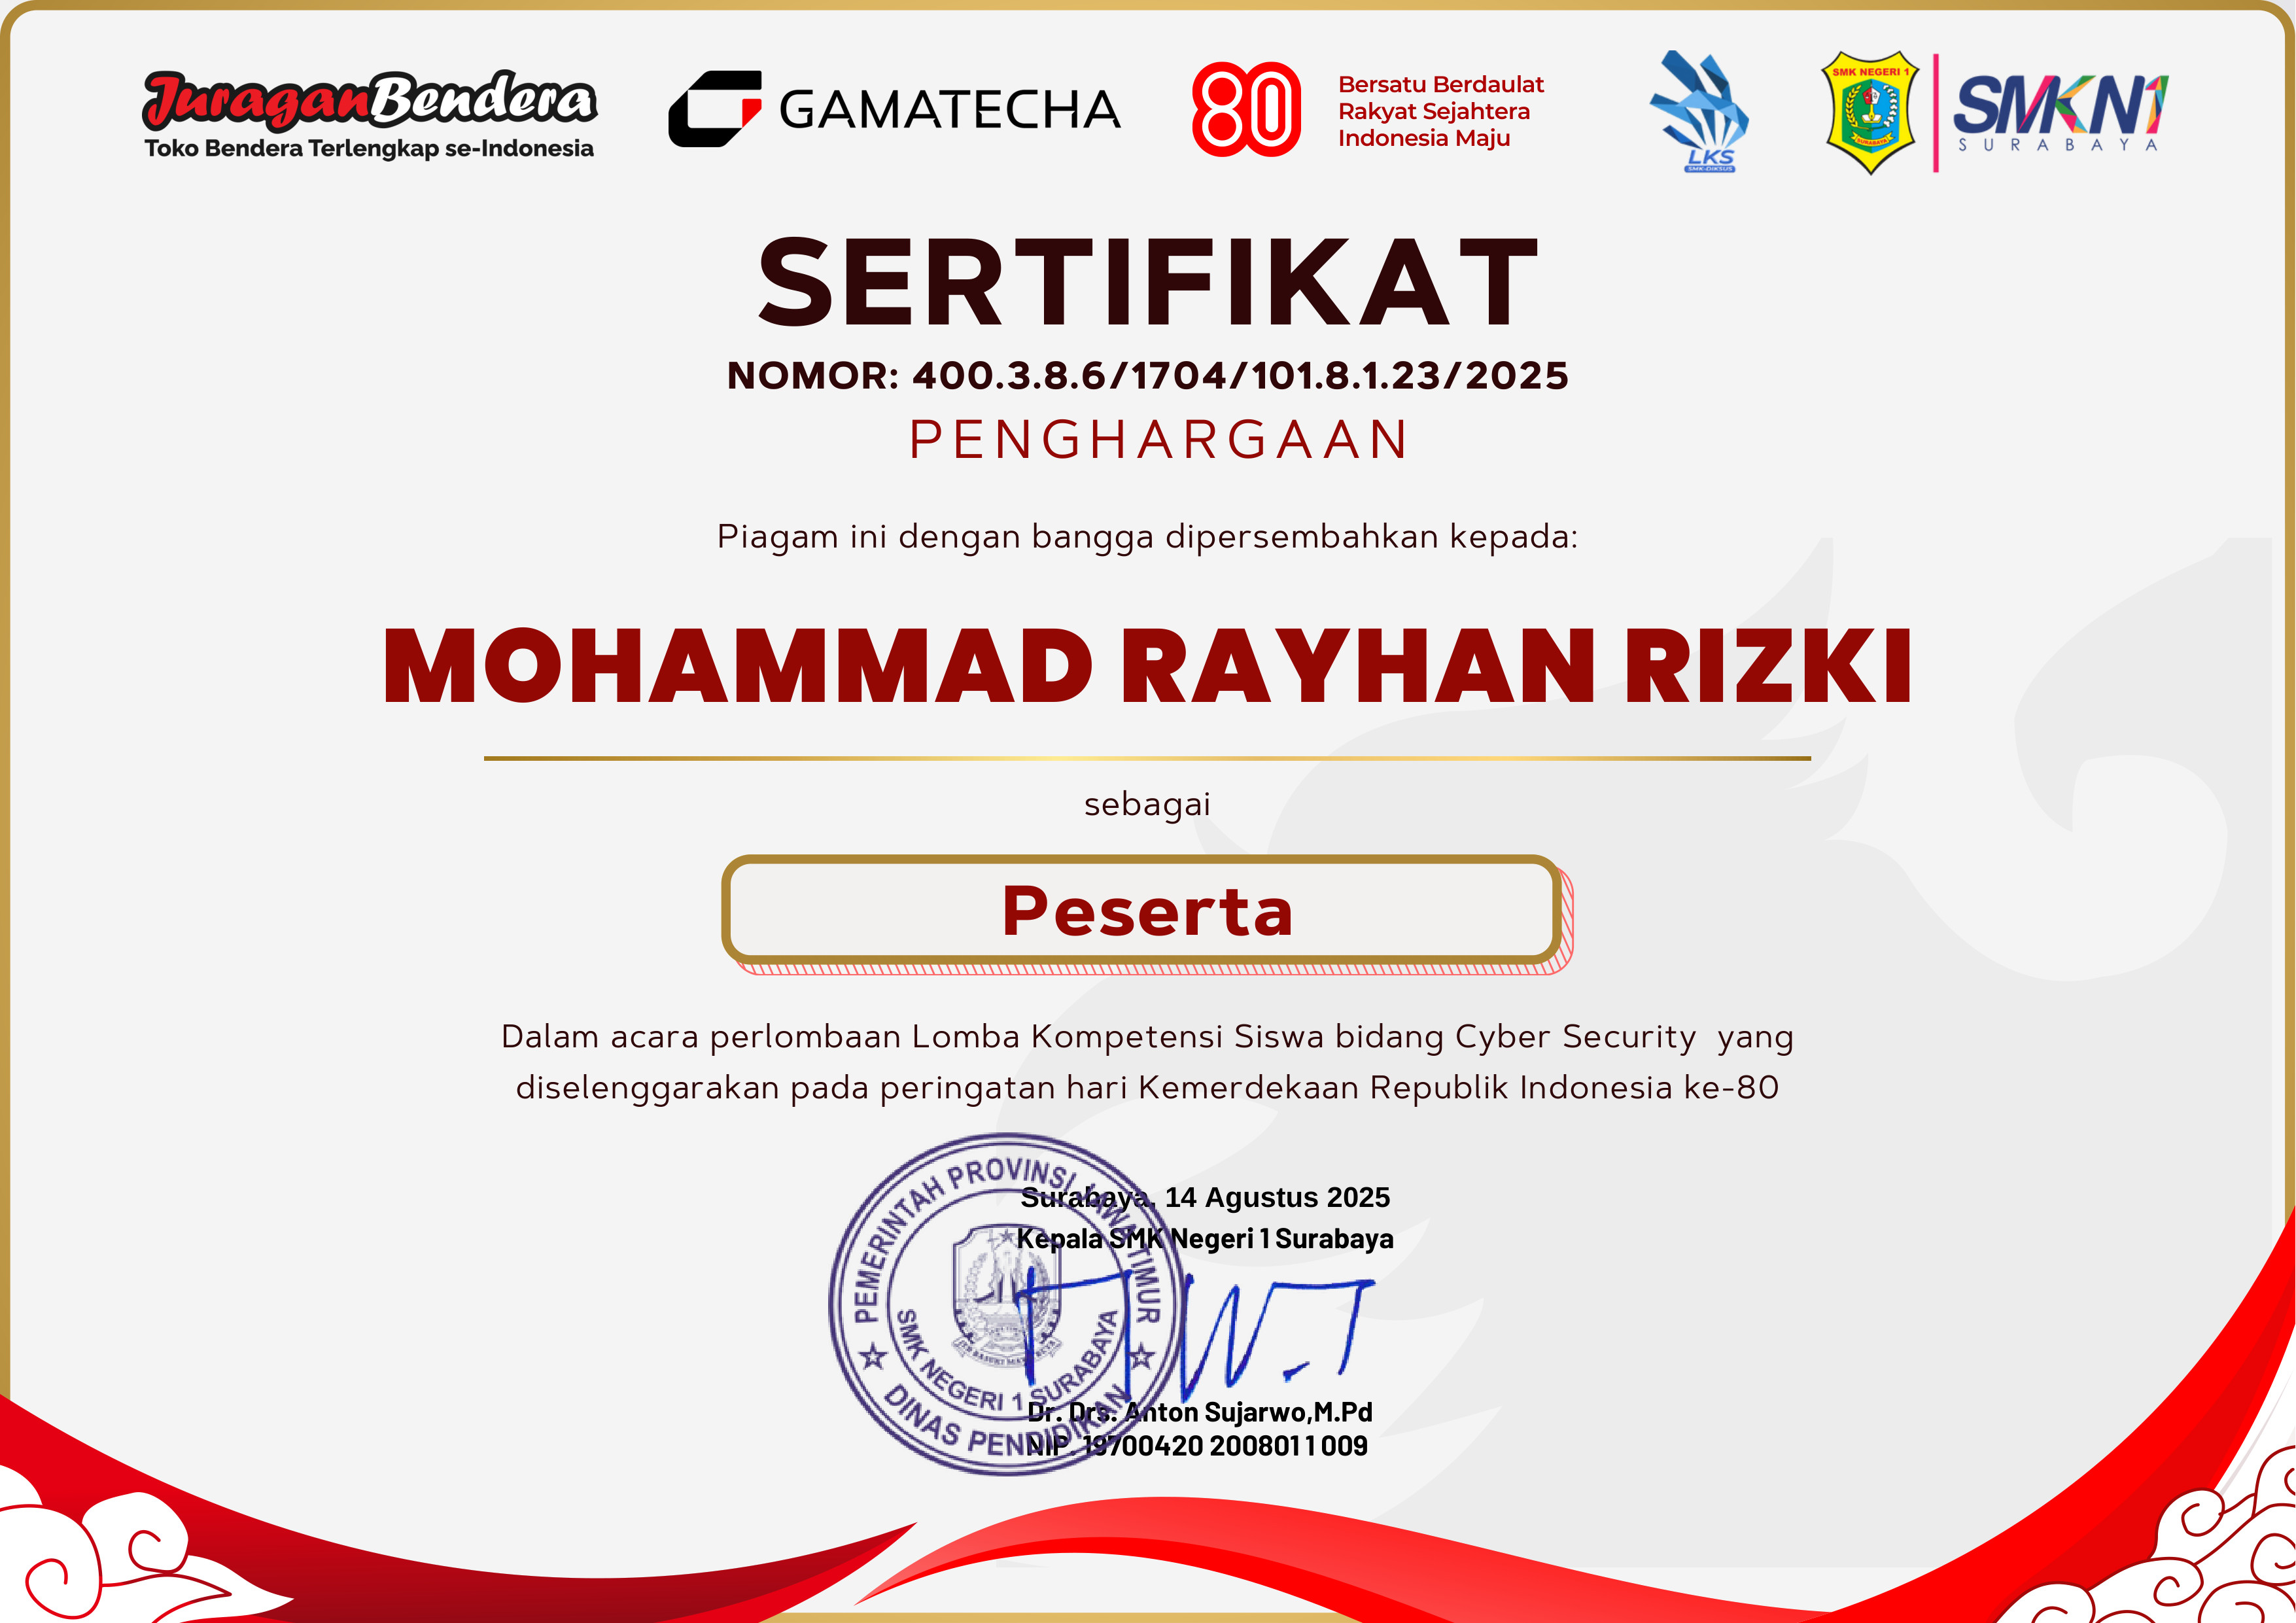 JuraganBendera
Toko Bendera Terlengkap se-Indonesia
GAMATECHA
80
Bersatu Berdaulat
Rakyat Sejahtera
Indonesia Maju
LKS
SMK-DIKSUS
SMK NEGERI 1
SURABAYA
SMKN1
SURABAYA
SERTIFIKAT
NOMOR: 400.3.8.6/1704/101.8.1.23/2025
PENGHARGAAN
Piagam ini dengan bangga dipersembahkan kepada:
MOHAMMAD RAYHAN RIZKI
sebagai
Peserta
Dalam acara perlombaan Lomba Kompetensi Siswa bidang Cyber Security yang
diselenggarakan pada peringatan hari Kemerdekaan Republik Indonesia ke-80
Surabaya, 14 Agustus 2025
Kepala SMK Negeri 1 Surabaya
PEMERINTAH PROVINSI JAWA TIMUR
SMK NEGERI 1 SURABAYA
DINAS PENDIDIKAN
Dr. Drs. Anton Sujarwo,M.Pd
NIP. 19700420 2008011 009